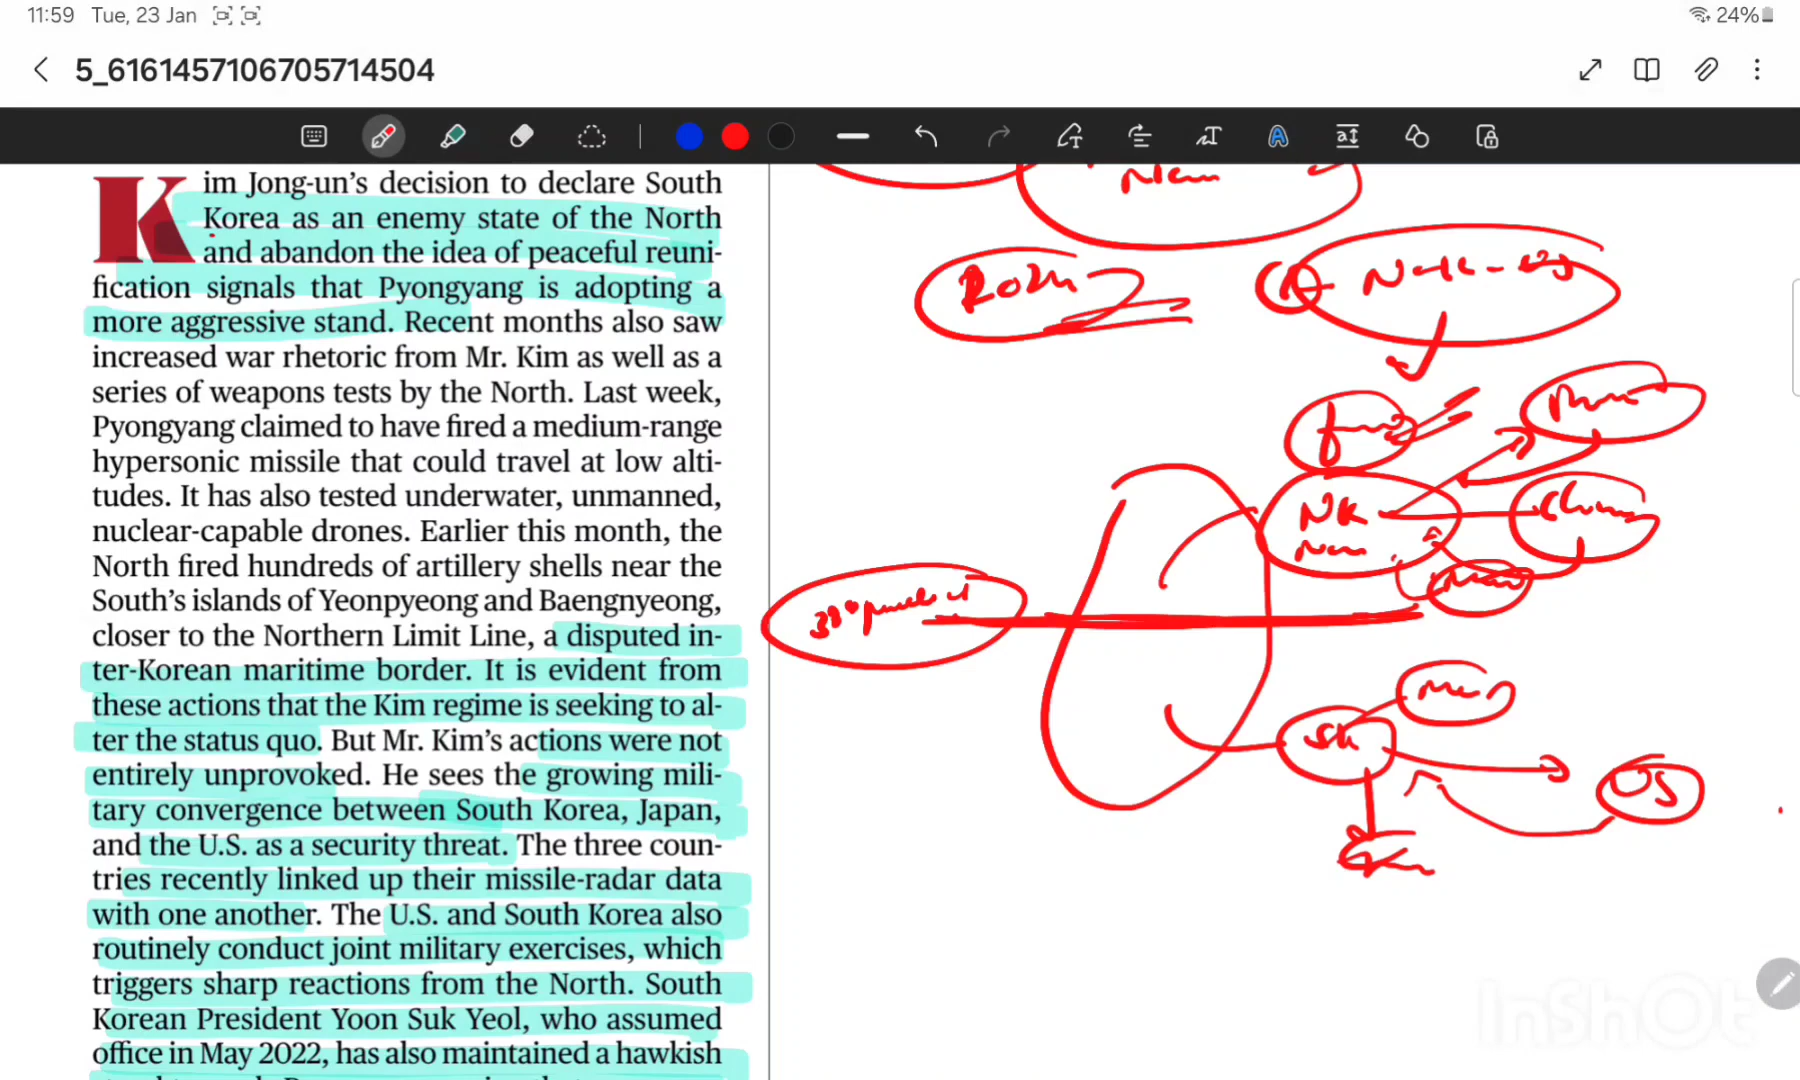 11:59 Tue, 23 Jan
24%
5_6161457106705714504
Kim Jong-un's decision to declare South
Korea as an enemy state of the North
and abandon the idea of peaceful reuni-
fication signals that Pyongyang is adopting a
more aggressive stand. Recent months also saw
increased war rhetoric from Mr. Kim as well as a
series of weapons tests by the North. Last week,
Pyongyang claimed to have fired a medium-range
hypersonic missile that could travel at low alti-
tudes. It has also tested underwater, unmanned,
nuclear-capable drones. Earlier this month, the
North fired hundreds of artillery shells near the
South's islands of Yeonpyeong and Baengnyeong,
closer to the Northern Limit Line, a disputed in-
ter-Korean maritime border. It is evident from
these actions that the Kim regime is seeking to al-
ter the status quo. But Mr. Kim's actions were not
entirely unprovoked. He sees the growing mili-
tary convergence between South Korea, Japan,
and the U.S. as a security threat. The three coun-
tries recently linked up their missile-radar data
with one another. The U.S. and South Korea also
routinely conduct joint military exercises, which
triggers sharp reactions from the North. South
Korean President Yoon Suk Yeol, who assumed
office in May 2022, has also maintained a hawkish
NK
SK
US
InShOt